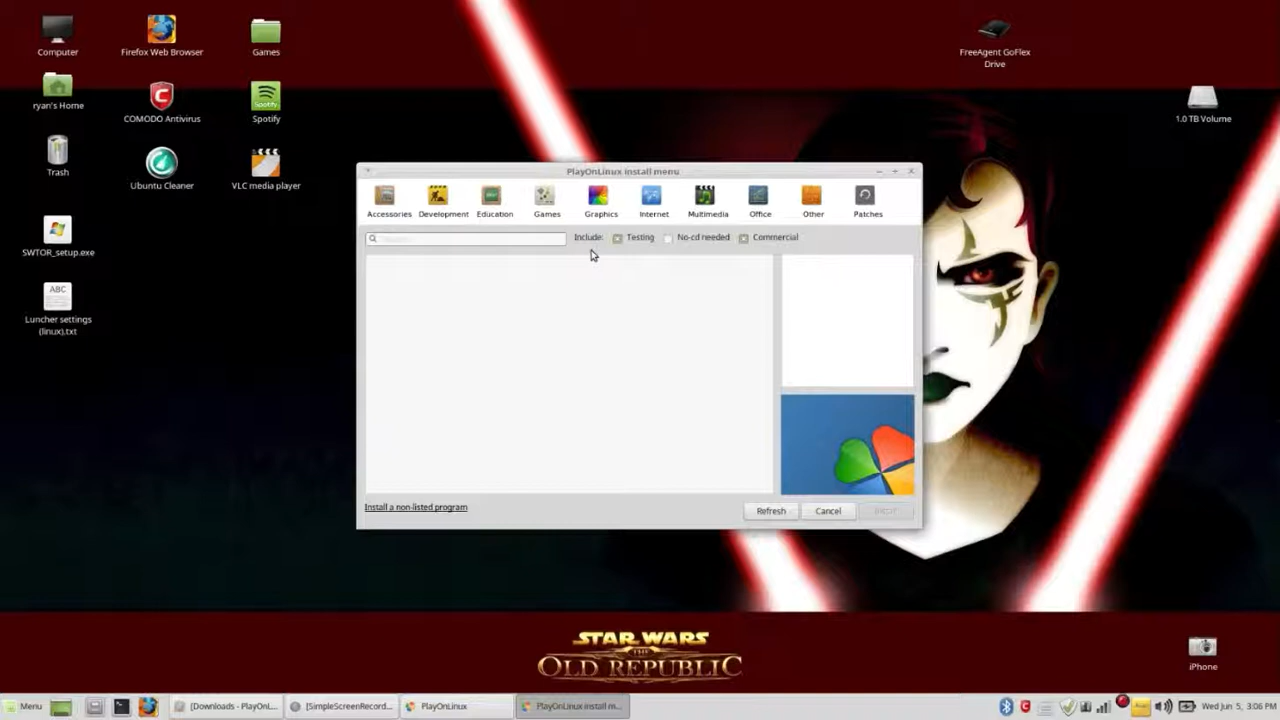 Computer
Firefox Web Browser
Games
FreeAgent GoFlex
Drive
ryan's Home
COMODO Antivirus
Spotify
Spotify
1.0 TB Volume
Trash
Ubuntu Cleaner
VLC media player
SWTOR_setup.exe
ABC
Luncher settings
(linux).txt
PlayOnLinux install menu
Accessories
Development
Education
Games
Graphics
Internet
Multimedia
Office
Other
Patches
Include:
Testing
No-cd needed
Commercial
Install a non-listed program
Refresh
Cancel
STAR WARS
THE
OLD REPUBLIC
iPhone
Menu
[Downloads - PlayOnL...
[SimpleScreenRecord...
PlayOnLinux
PlayOnLinux install m...
Wed Jun 5, 3:06 PM